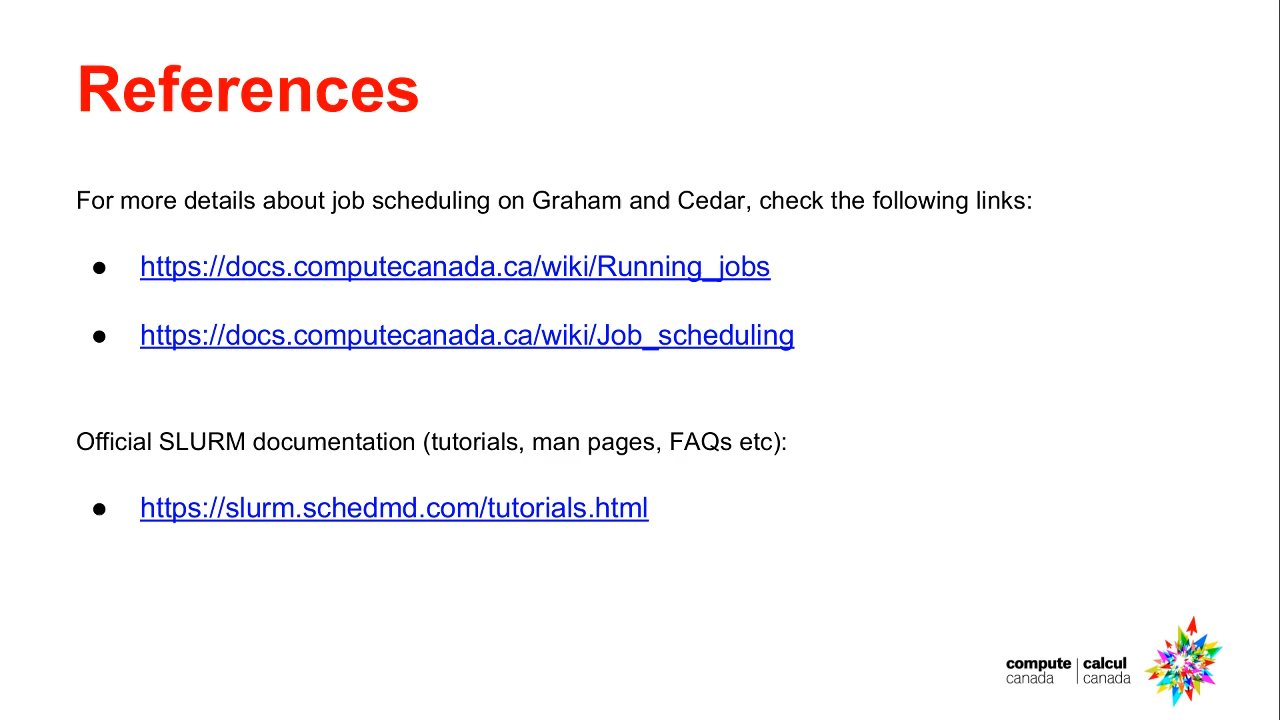 References
For more details about job scheduling on Graham and Cedar, check the following links:
● https://docs.computecanada.ca/wiki/Running_jobs
● https://docs.computecanada.ca/wiki/Job_scheduling
Official SLURM documentation (tutorials, man pages, FAQs etc):
● https://slurm.schedmd.com/tutorials.html
compute | calcul
canada | canada